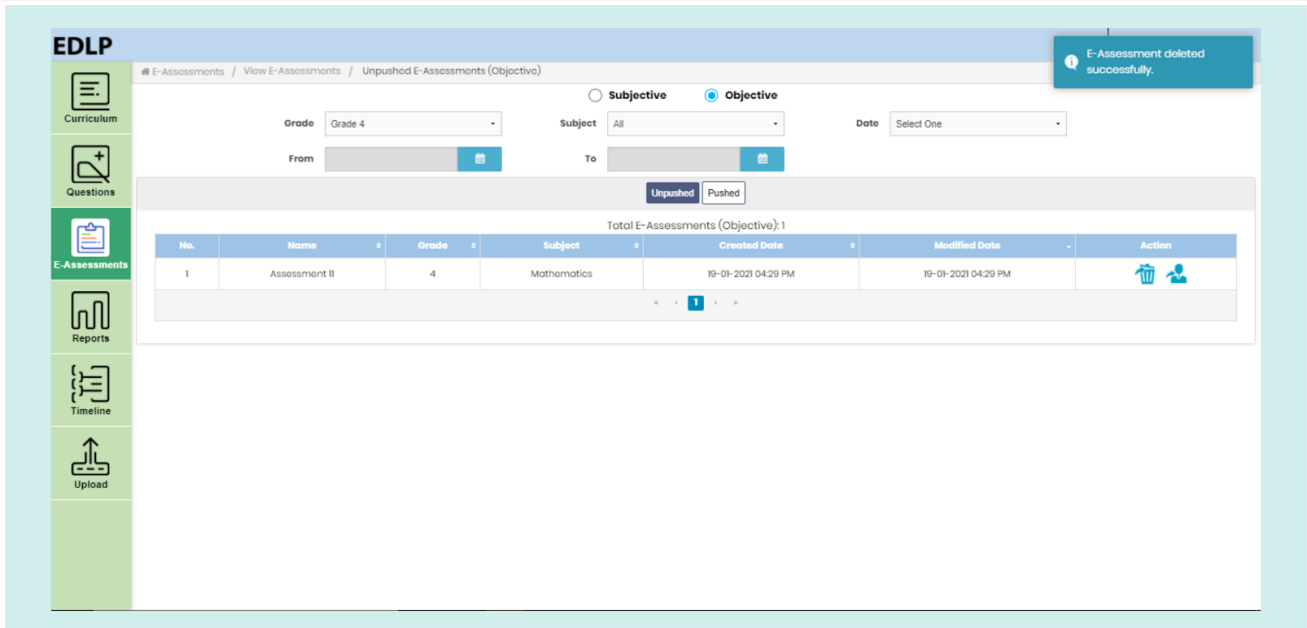 EDLP
E-Assessment deleted
successfully.
E-Assessments / View E-Assessments / Unpushed E-Assessments (Objective)
Subjective Objective
Grade Grade 4 Subject All Date Select One
From To
Unpushed Pushed
Total E-Assessments (Objective): 1
No. Name Grade Subject Created Date Modified Date Action
1 Assessment II 4 Mathematics 19-01-2021 04:29 PM 19-01-2021 04:29 PM
« ‹ 1 › »
Curriculum
Questions
E-Assessments
Reports
Timeline
Upload